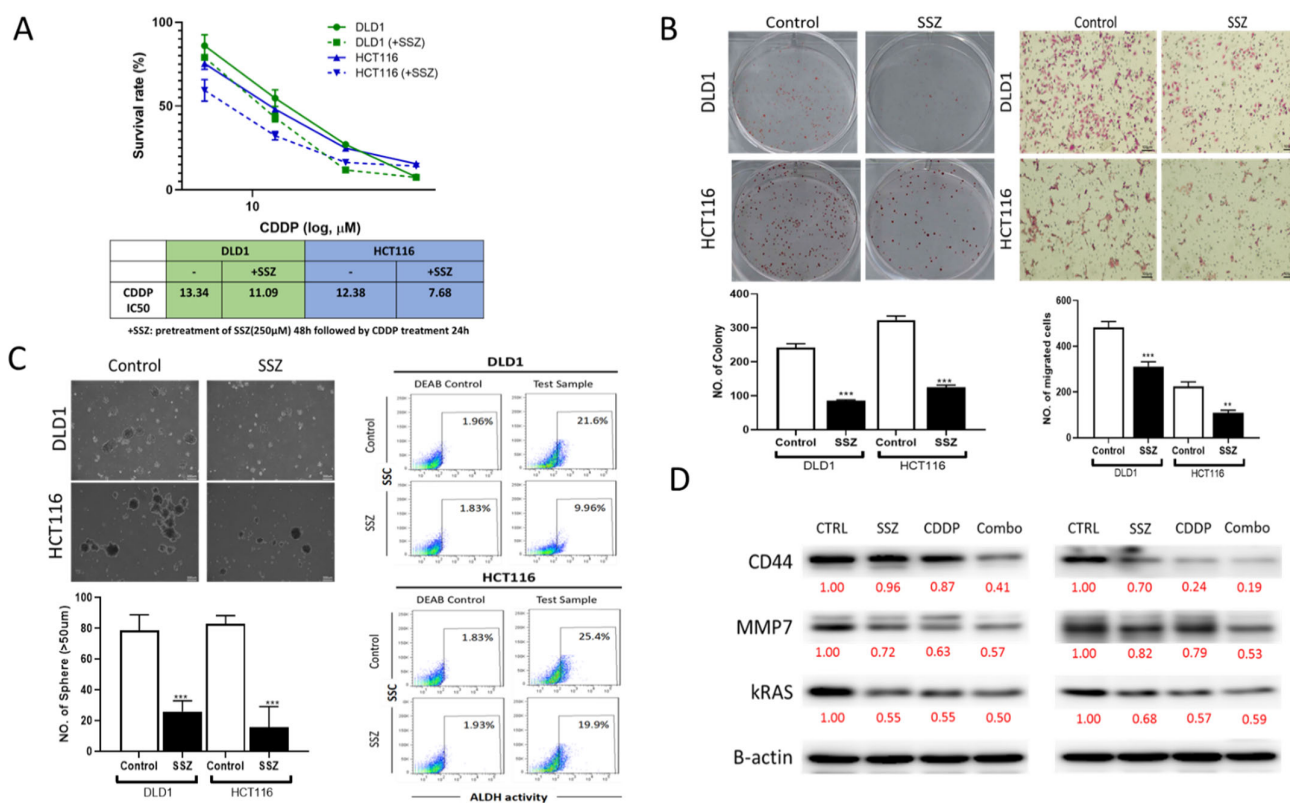 A
Survival rate (%)
100
50
0
10
CDDP (log, μM)
DLD1
DLD1 (+SSZ)
HCT116
HCT116 (+SSZ)
DLD1 HCT116
- +SSZ - +SSZ
CDDP IC50 13.34 11.09 12.38 7.68
+SSZ: pretreatment of SSZ(250μM) 48h followed by CDDP treatment 24h
B
Control SSZ Control SSZ
DLD1 DLD1
HCT116 HCT116
NO. of Colony
400
300
200
100
0
***
***
Control SSZ Control SSZ
DLD1 HCT116
NO. of migrated cells
600
400
200
0
***
**
Control SSZ Control SSZ
DLD1 HCT116
C
Control SSZ
DLD1
HCT116
NO. of Sphere (>50um)
100
80
60
40
20
0
***
***
Control SSZ Control SSZ
DLD1 HCT116
DLD1
DEAB Control Test Sample
Control
1.96% 21.6%
SSC
SSZ
1.83% 9.96%
HCT116
DEAB Control Test Sample
Control
1.83% 25.4%
SSC
SSZ
1.93% 19.9%
ALDH activity
D
CTRL SSZ CDDP Combo CTRL SSZ CDDP Combo
CD44
1.00 0.96 0.87 0.41 1.00 0.70 0.24 0.19
MMP7
1.00 0.72 0.63 0.57 1.00 0.82 0.79 0.53
kRAS
1.00 0.55 0.55 0.50 1.00 0.68 0.57 0.59
B-actin